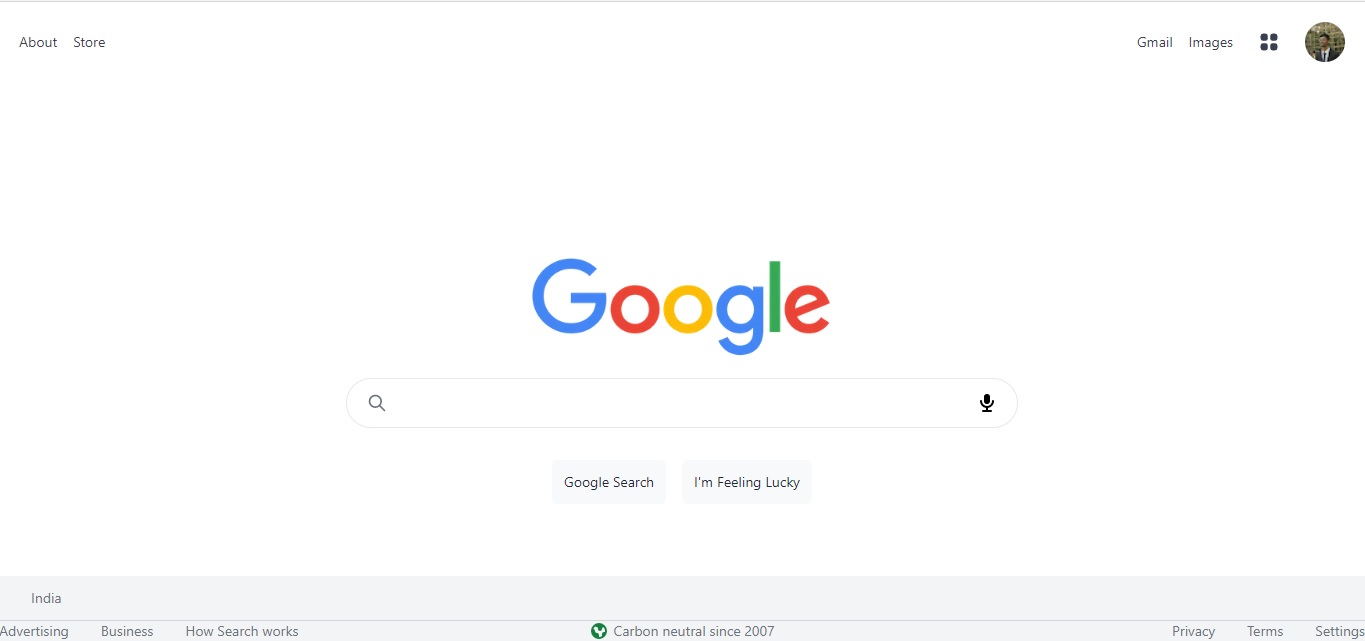 About Store Gmail Images
Google
Google Search I'm Feeling Lucky
India
Advertising Business How Search works Carbon neutral since 2007 Privacy Terms Settings